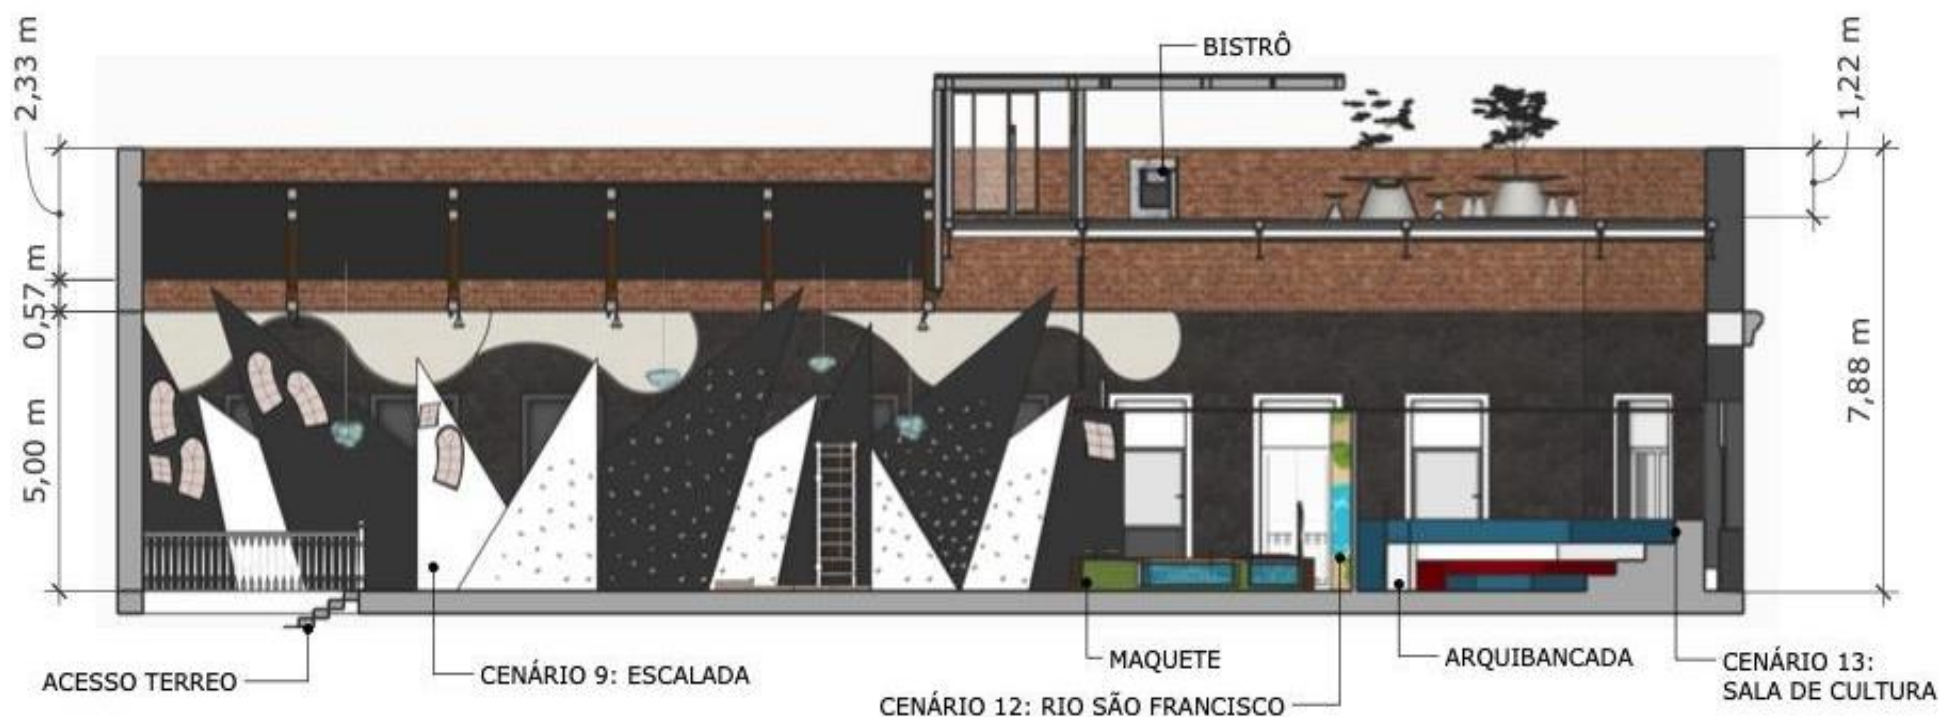 BISTRÔ
2,33 m
1,22 m
0,57 m
5,00 m
7,88 m
ACESSO TERREO
CENÁRIO 9: ESCALADA
MAQUETE
CENÁRIO 12: RIO SÃO FRANCISCO
ARQUIBANCADA
CENÁRIO 13:
SALA DE CULTURA